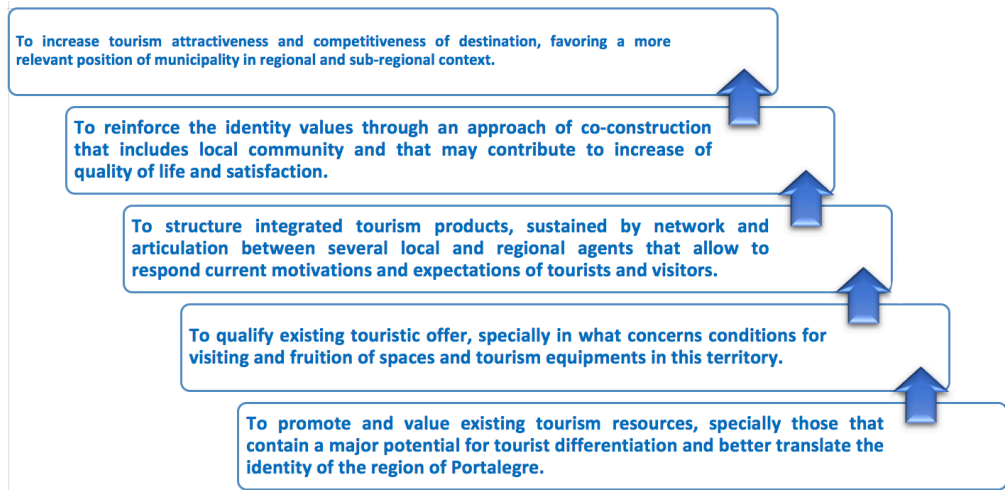 To increase tourism attractiveness and competitiveness of destination, favoring a more
relevant position of municipality in regional and sub-regional context.
To reinforce the identity values through an approach of co-construction
that includes local community and that may contribute to increase of
quality of life and satisfaction.
To structure integrated tourism products, sustained by network and
articulation between several local and regional agents that allow to
respond current motivations and expectations of tourists and visitors.
To qualify existing touristic offer, specially in what concerns conditions for
visiting and fruition of spaces and tourism equipments in this territory.
To promote and value existing tourism resources, specially those that
contain a major potential for tourist differentiation and better translate the
identity of the region of Portalegre.